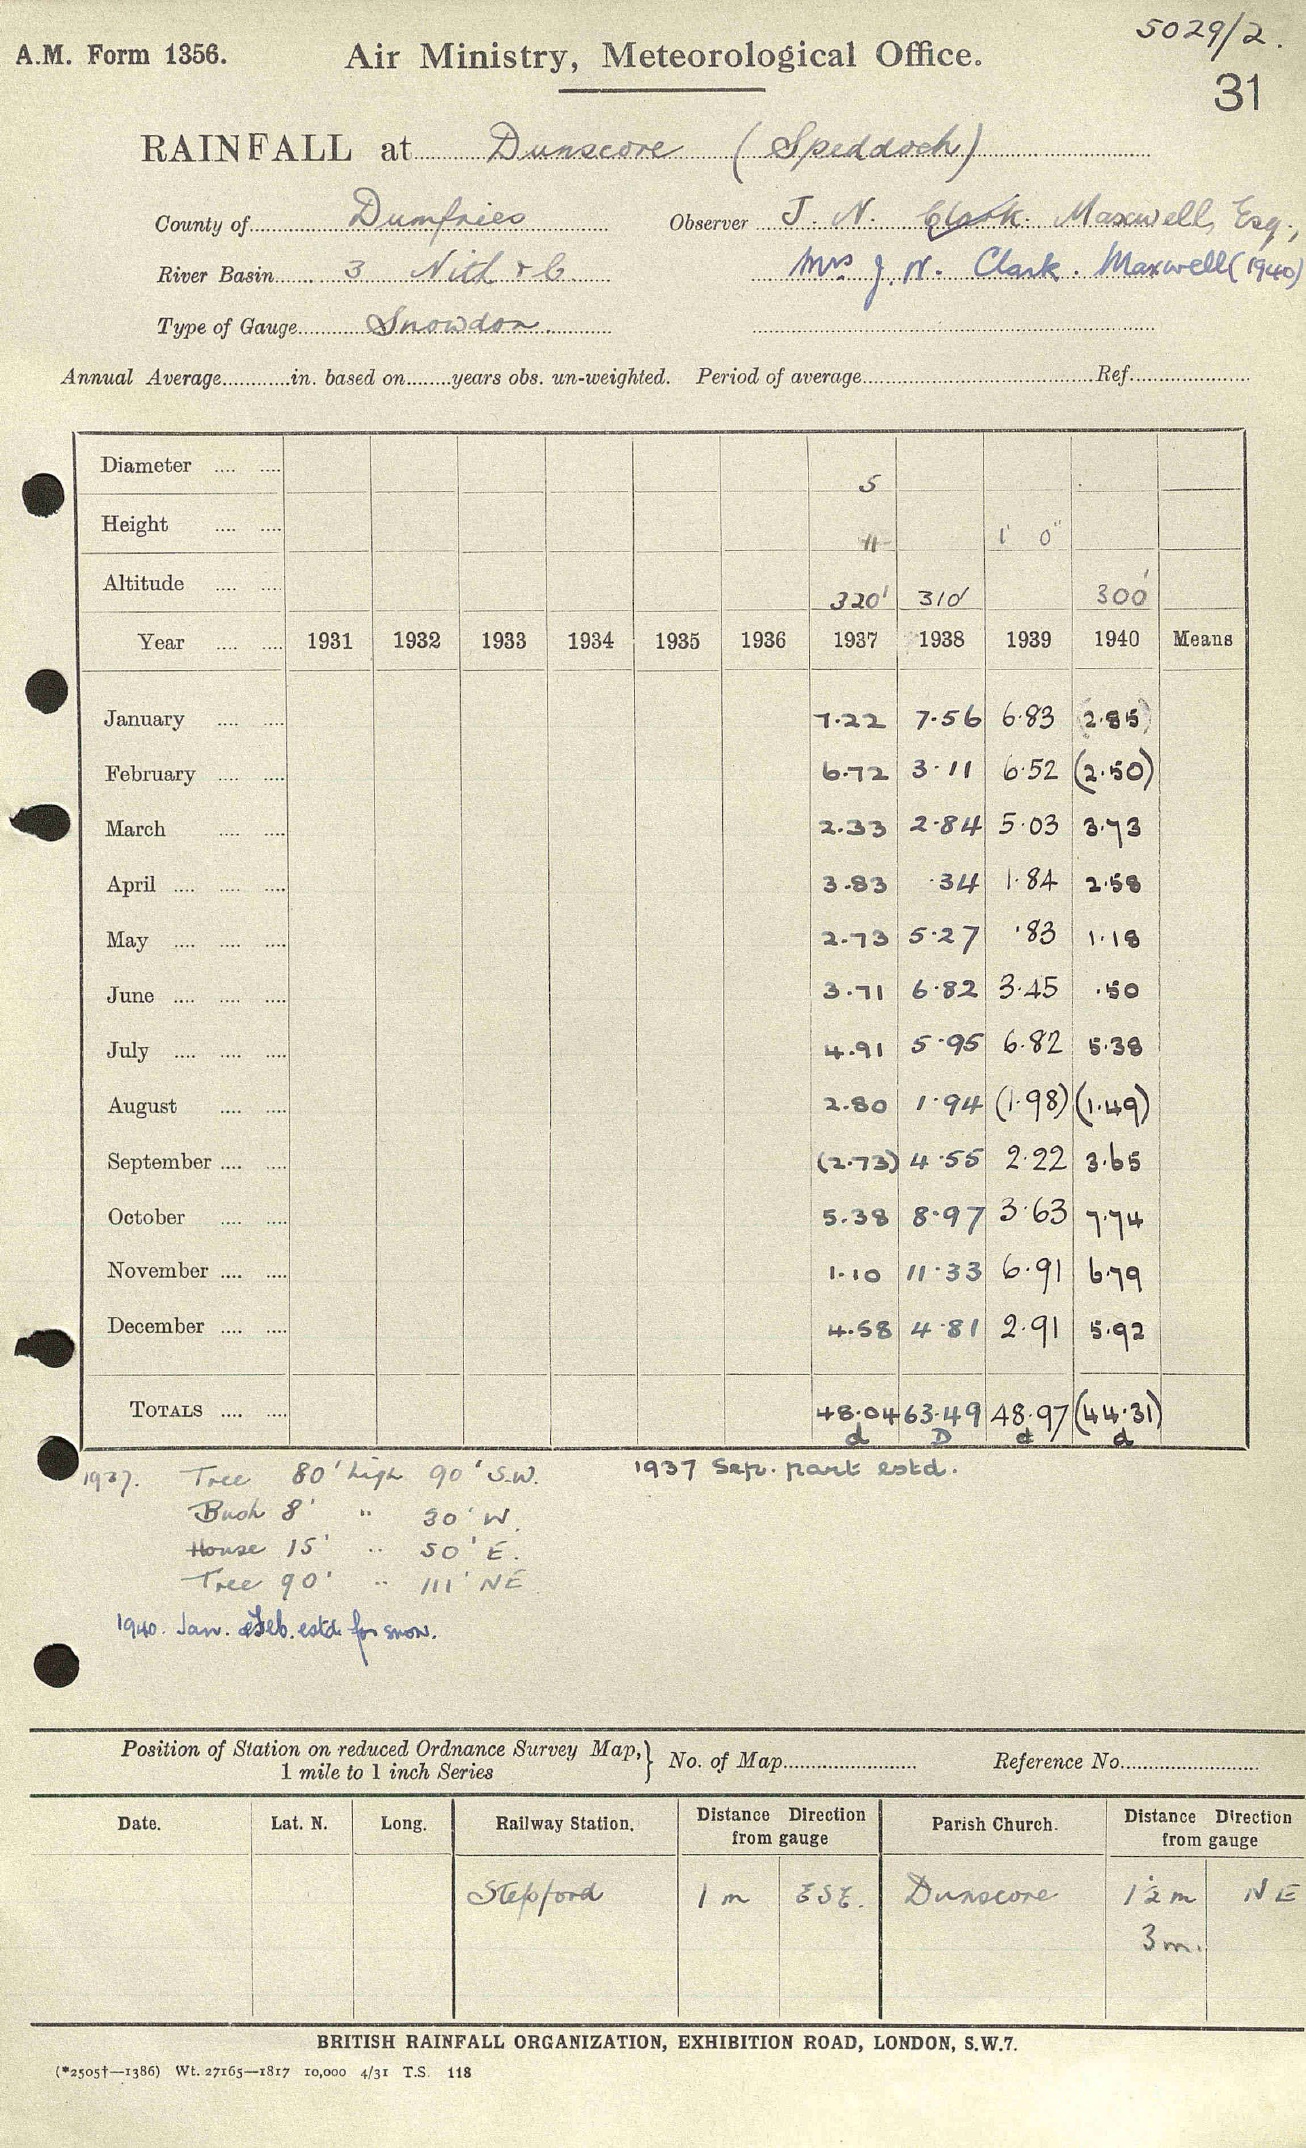 5029/2.
A.M. Form 1356. Air Ministry, Meteorological Office.
31
RAINFALL at Dunscore (Speddoch)
County of Dumfries Observer J. N. Clark. Maxwell, Esq.,
River Basin 3 Nith &c. Mrs J. N. Clark. Maxwell (1940)
Type of Gauge Snowdon.
Annual Average............in. based on........years obs. un-weighted. Period of average........................Ref......................
Diameter .... .... 5
Height .... .... 11 1' 0"
Altitude .... .... 320' 310' 300'
Year .... .... 1931 1932 1933 1934 1935 1936 1937 1938 1939 1940 Means
January .... .... 7.22 7.56 6.83 (2.85)
February .... .... 6.72 3.11 6.52 (2.50)
March .... .... 2.33 2.84 5.03 3.73
April .... .... .... 3.83 .34 1.84 2.58
May .... .... .... 2.73 5.27 .83 1.18
June .... .... .... 3.71 6.82 3.45 .50
July .... .... .... 4.91 5.95 6.82 5.38
August .... .... 2.80 1.94 (1.98) (1.49)
September .... .... (2.73) 4.55 2.22 3.65
October .... .... 5.38 8.97 3.63 7.74
November .... .... 1.10 11.33 6.91 6.79
December .... .... 4.58 4.81 2.91 5.92
TOTALS .... .... 48.04 63.49 48.97 (44.31)
d D d d
1937. Tree 80' high 90' S.W. 1937 Sep. part estd.
Bush 8' " 30' W.
House 15' " 50' E.
Tree 90' " 111' NE
1940. Jan. & Feb. estd. for snow.
Position of Station on reduced Ordnance Survey Map, } No. of Map........................ Reference No..........................
1 mile to 1 inch Series
Date. Lat. N. Long. Railway Station. Distance Direction from gauge Parish Church. Distance Direction from gauge
Stepford 1 m ESE. Dunscore 1½ m NE
3 m.
BRITISH RAINFALL ORGANIZATION, EXHIBITION ROAD, LONDON, S.W.7.
(*2505†—1386) Wt. 27165—1817 10,000 4/31 T.S. 118